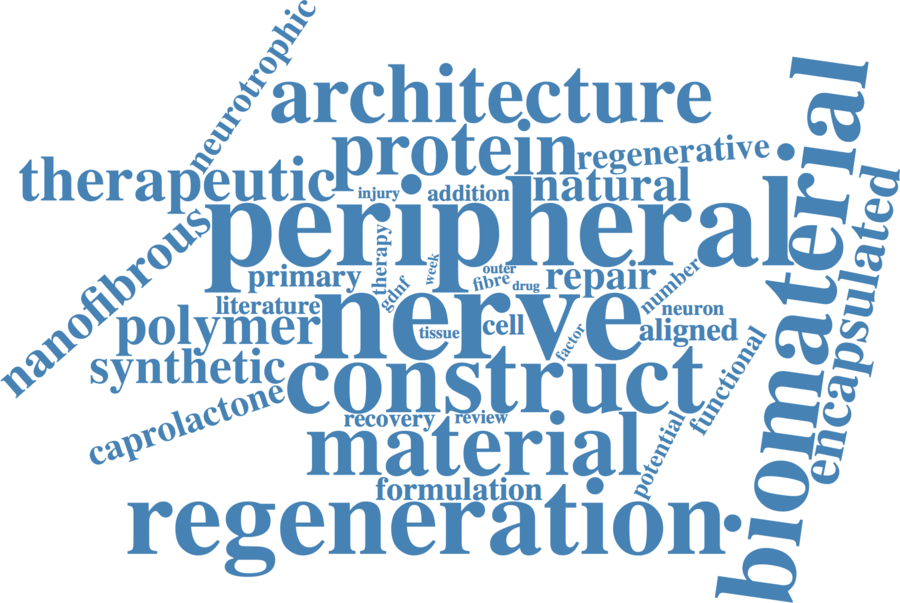 neurotrophic
architecture
biomaterial
protein
regenerative
therapeutic
injury
addition
natural
encapsulated
nanofibrous
peripheral
therapy
week
outer
primary
gdnf
fibre
drug
repair
number
literature
nerve
neuron
polymer
tissue
cell
factor
aligned
synthetic
construct
functional
caprolactone
recovery
review
material
potential
formulation
regeneration